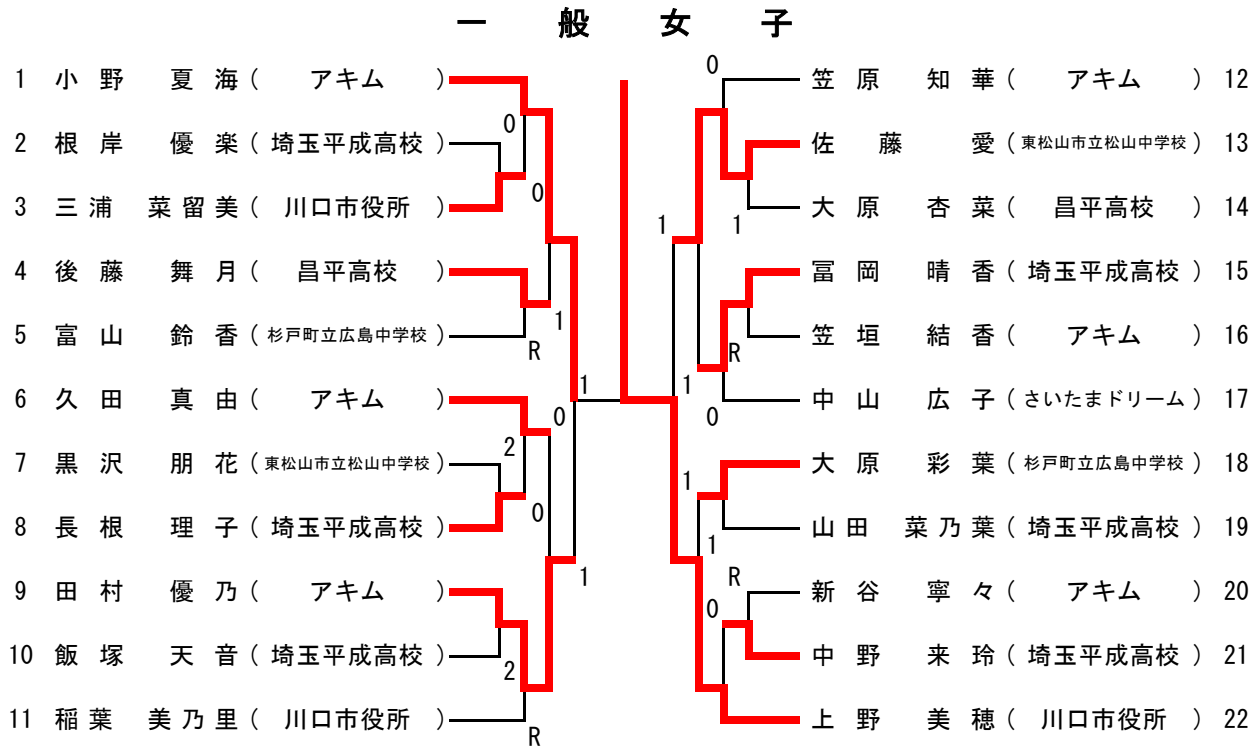 一 般 女 子
1 小野 夏海 ( アキム )
0
2 根岸 優楽 ( 埼玉平成高校 )
0
3 三浦 菜留美 ( 川口市役所 )
4 後藤 舞月 ( 昌平高校 )
1
5 富山 鈴香 ( 杉戸町立広島中学校 )
R
1
6 久田 真由 ( アキム )
0
2
7 黒沢 朋花 ( 東松山市立松山中学校 )
0
8 長根 理子 ( 埼玉平成高校 )
1
9 田村 優乃 ( アキム )
10 飯塚 天音 ( 埼玉平成高校 )
2
11 稲葉 美乃里 ( 川口市役所 )
R
0
笠原 知華 ( アキム ) 12
佐藤 愛 ( 東松山市立松山中学校 ) 13
大原 杏菜 ( 昌平高校 ) 14
1
1
冨岡 晴香 ( 埼玉平成高校 ) 15
笠垣 結香 ( アキム ) 16
R
1
中山 広子 ( さいたまドリーム ) 17
0
大原 彩葉 ( 杉戸町立広島中学校 ) 18
1
山田 菜乃葉 ( 埼玉平成高校 ) 19
1
R
新谷 寧々 ( アキム ) 20
0
中野 来玲 ( 埼玉平成高校 ) 21
上野 美穂 ( 川口市役所 ) 22